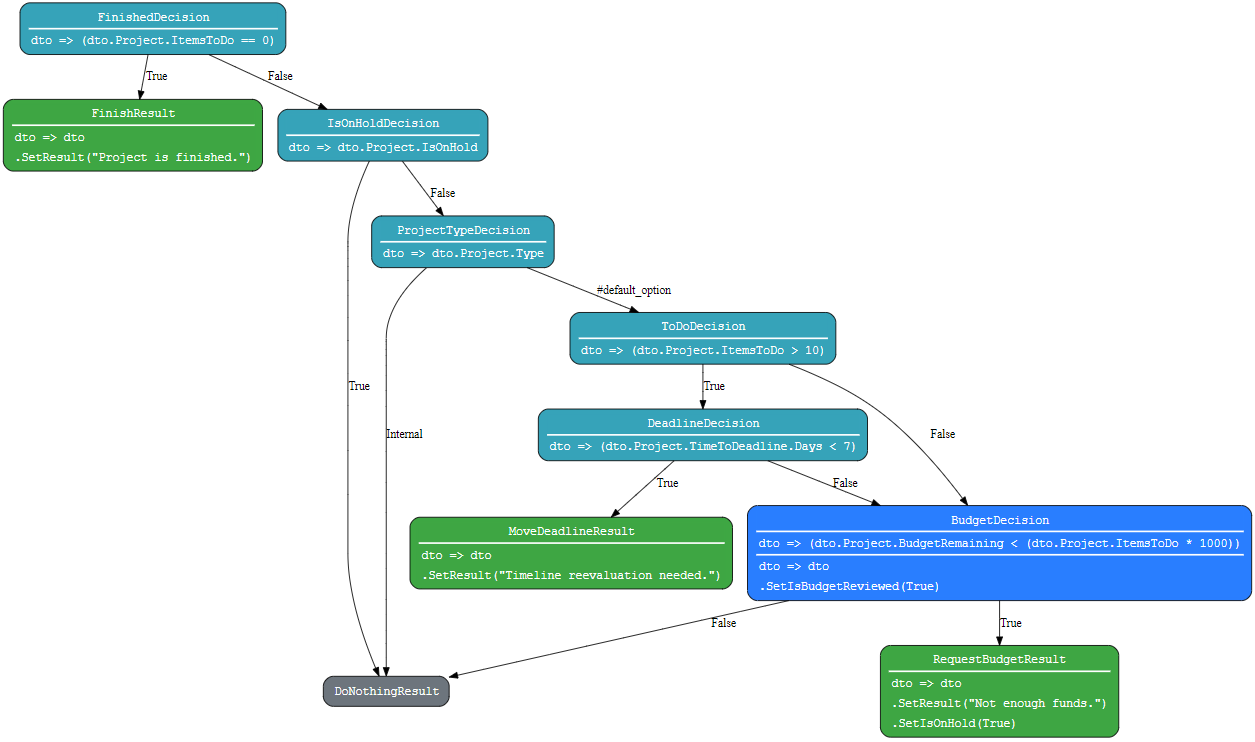 FinishedDecision
dto => (dto.Project.ItemsToDo == 0)
True
False
FinishResult
dto => dto
.SetResult("Project is finished.")
IsOnHoldDecision
dto => dto.Project.IsOnHold
False
ProjectTypeDecision
dto => dto.Project.Type
#default_option
ToDoDecision
dto => (dto.Project.ItemsToDo > 10)
True
True
DeadlineDecision
dto => (dto.Project.TimeToDeadline.Days < 7)
Internal
False
True
False
MoveDeadlineResult
dto => dto
.SetResult("Timeline reevaluation needed.")
BudgetDecision
dto => (dto.Project.BudgetRemaining < (dto.Project.ItemsToDo * 1000))
dto => dto
.SetIsBudgetReviewed(True)
False
True
DoNothingResult
RequestBudgetResult
dto => dto
.SetResult("Not enough funds.")
.SetIsOnHold(True)